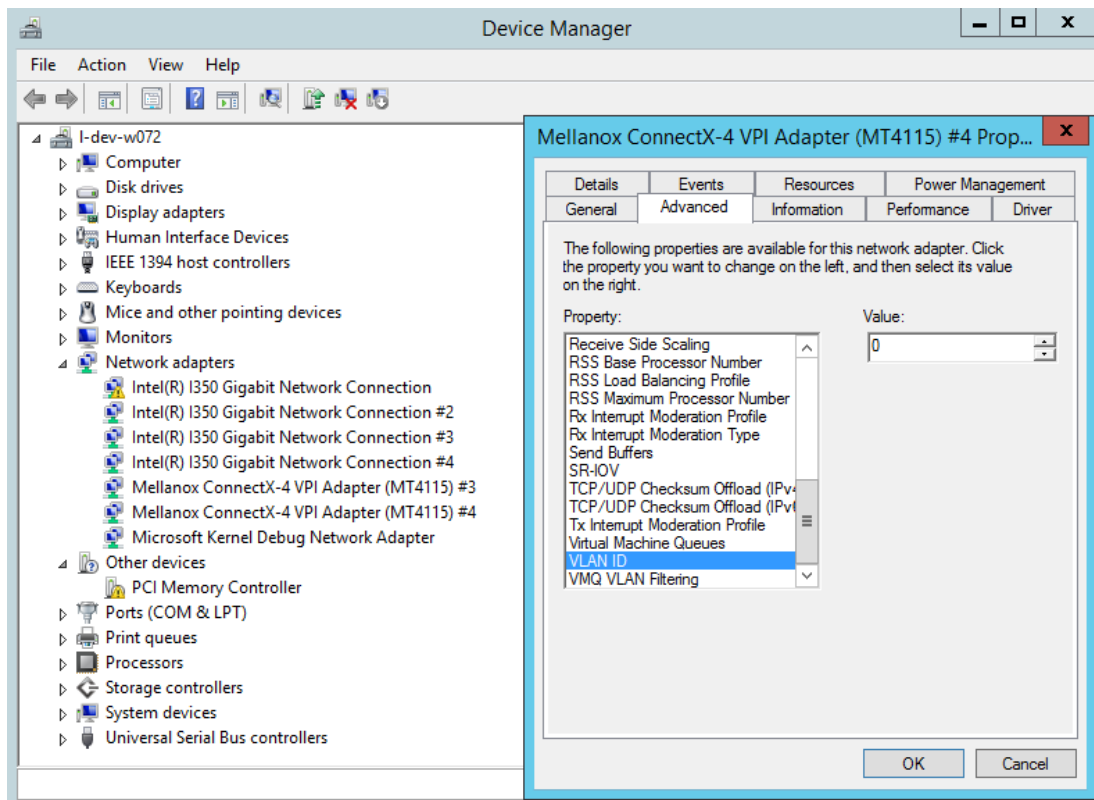 Device Manager
x
File Action View Help
?
l-dev-w072
Computer
Disk drives
Display adapters
Human Interface Devices
IEEE 1394 host controllers
Keyboards
Mice and other pointing devices
Monitors
Network adapters
Intel(R) I350 Gigabit Network Connection
Intel(R) I350 Gigabit Network Connection #2
Intel(R) I350 Gigabit Network Connection #3
Intel(R) I350 Gigabit Network Connection #4
Mellanox ConnectX-4 VPI Adapter (MT4115) #3
Mellanox ConnectX-4 VPI Adapter (MT4115) #4
Microsoft Kernel Debug Network Adapter
Other devices
PCI Memory Controller
Ports (COM & LPT)
Print queues
Processors
Storage controllers
System devices
Universal Serial Bus controllers
Mellanox ConnectX-4 VPI Adapter (MT4115) #4 Prop...
x
Details Events Resources Power Management
General Advanced Information Performance Driver
The following properties are available for this network adapter. Click
the property you want to change on the left, and then select its value
on the right.
Property: Value:
0
Receive Side Scaling
RSS Base Processor Number
RSS Load Balancing Profile
RSS Maximum Processor Number
Rx Interrupt Moderation Profile
Rx Interrupt Moderation Type
Send Buffers
SR-IOV
TCP/UDP Checksum Offload (IPv4
TCP/UDP Checksum Offload (IPv6
Tx Interrupt Moderation Profile
Virtual Machine Queues
VLAN ID
VMQ VLAN Filtering
OK Cancel